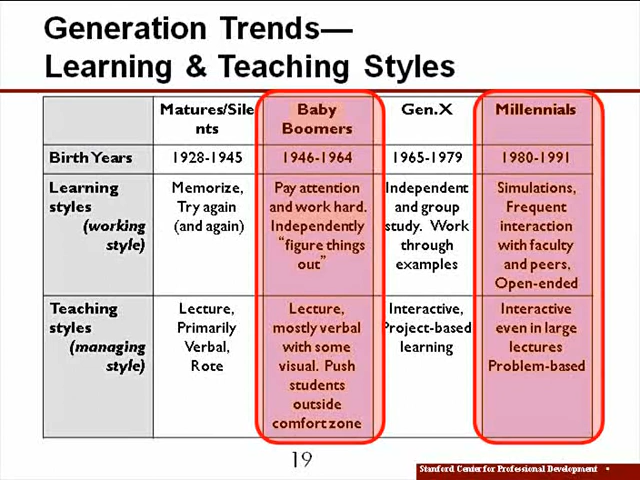 Generation Trends—
Learning & Teaching Styles
Matures/Sile
nts
Baby
Boomers
Gen.X
Millennials
Birth Years
1928-1945
1946-1964
1965-1979
1980-1991
Learning
styles
(working
style)
Memorize,
Try again
(and again)
Pay attention
and work hard.
Independently
“figure things
out”
Independent
and group
study. Work
through
examples
Simulations,
Frequent
interaction
with faculty
and peers,
Open-ended
Teaching
styles
(managing
style)
Lecture,
Primarily
Verbal,
Rote
Lecture,
mostly verbal
with some
visual. Push
students
outside
comfort zone
Interactive,
Project-based
learning
Interactive
even in large
lectures
Problem-based
19
Stanford Center for Professional Development •